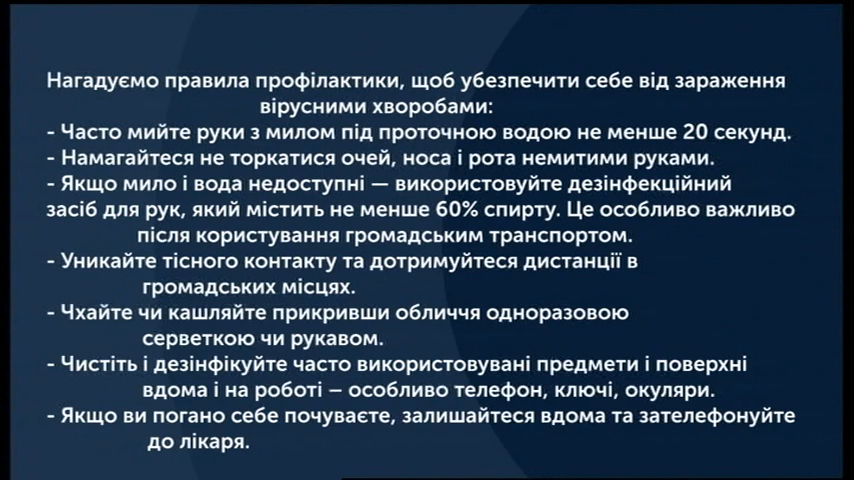 Нагадуємо правила профілактики, щоб убезпечити себе від зараження
вірусними хворобами:
- Часто мийте руки з милом під проточною водою не менше 20 секунд.
- Намагайтеся не торкатися очей, носа і рота немитими руками.
- Якщо мило і вода недоступні — використовуйте дезінфекційний
засіб для рук, який містить не менше 60% спирту. Це особливо важливо
після користування громадським транспортом.
- Уникайте тісного контакту та дотримуйтеся дистанції в
громадських місцях.
- Чхайте чи кашляйте прикривши обличчя одноразовою
серветкою чи рукавом.
- Чистіть і дезінфікуйте часто використовувані предмети і поверхні
вдома і на роботі – особливо телефон, ключі, окуляри.
- Якщо ви погано себе почуваєте, залишайтеся вдома та зателефонуйте
до лікаря.